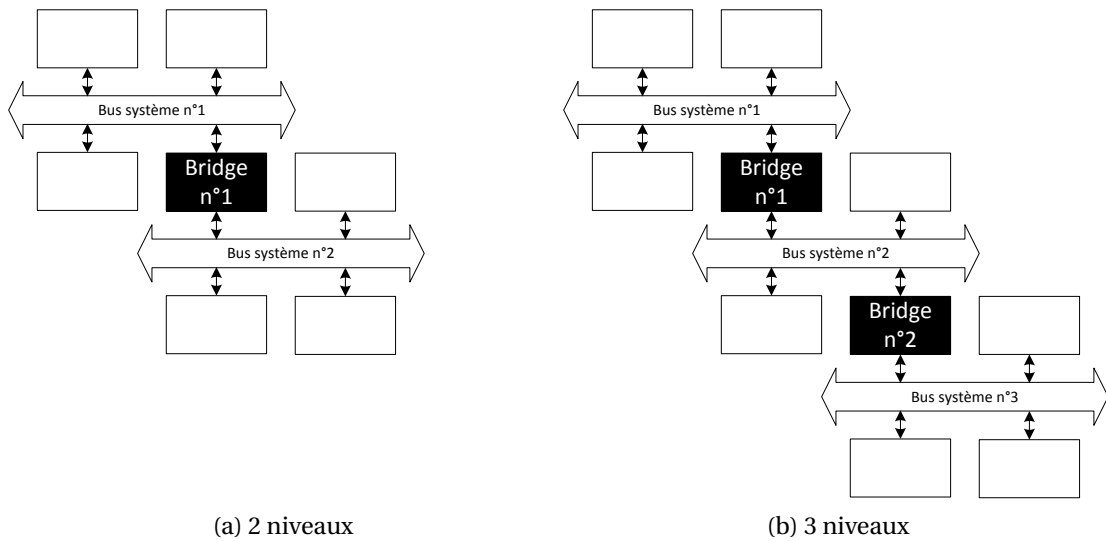 Bus système n°1
Bridge
n°1
Bus système n°2
(a) 2 niveaux
Bus système n°1
Bridge
n°1
Bus système n°2
Bridge
n°2
Bus système n°3
(b) 3 niveaux